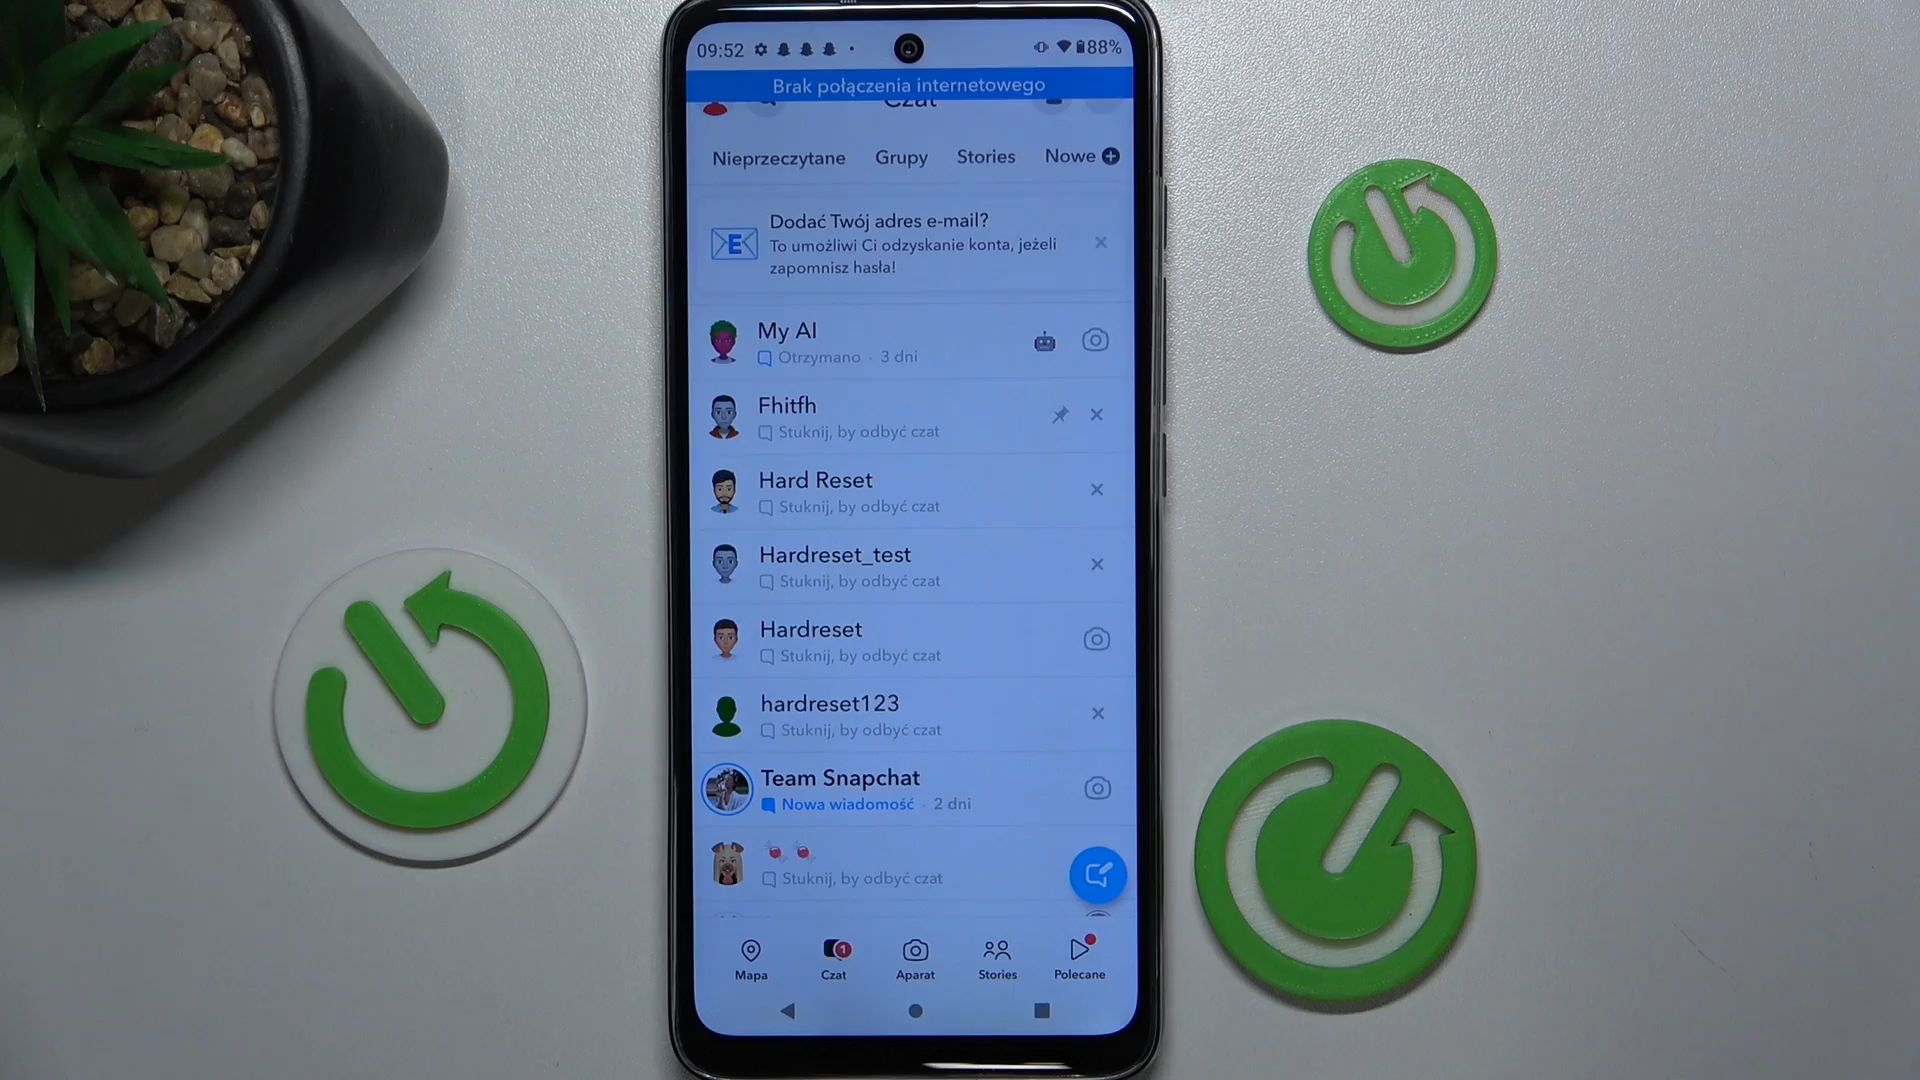 09:52
88%
Brak połączenia internetowego
Czat
Nieprzeczytane Grupy Stories Nowe
Dodać Twój adres e-mail?
To umożliwi Ci odzyskanie konta, jeżeli
zapomnisz hasła!
E
My AI
Otrzymano · 3 dni
Fhitfh
Stuknij, by odbyć czat
Hard Reset
Stuknij, by odbyć czat
Hardreset_test
Stuknij, by odbyć czat
Hardreset
Stuknij, by odbyć czat
hardreset123
Stuknij, by odbyć czat
Team Snapchat
Nowa wiadomość · 2 dni
Stuknij, by odbyć czat
1
Mapa Czat Aparat Stories Polecane